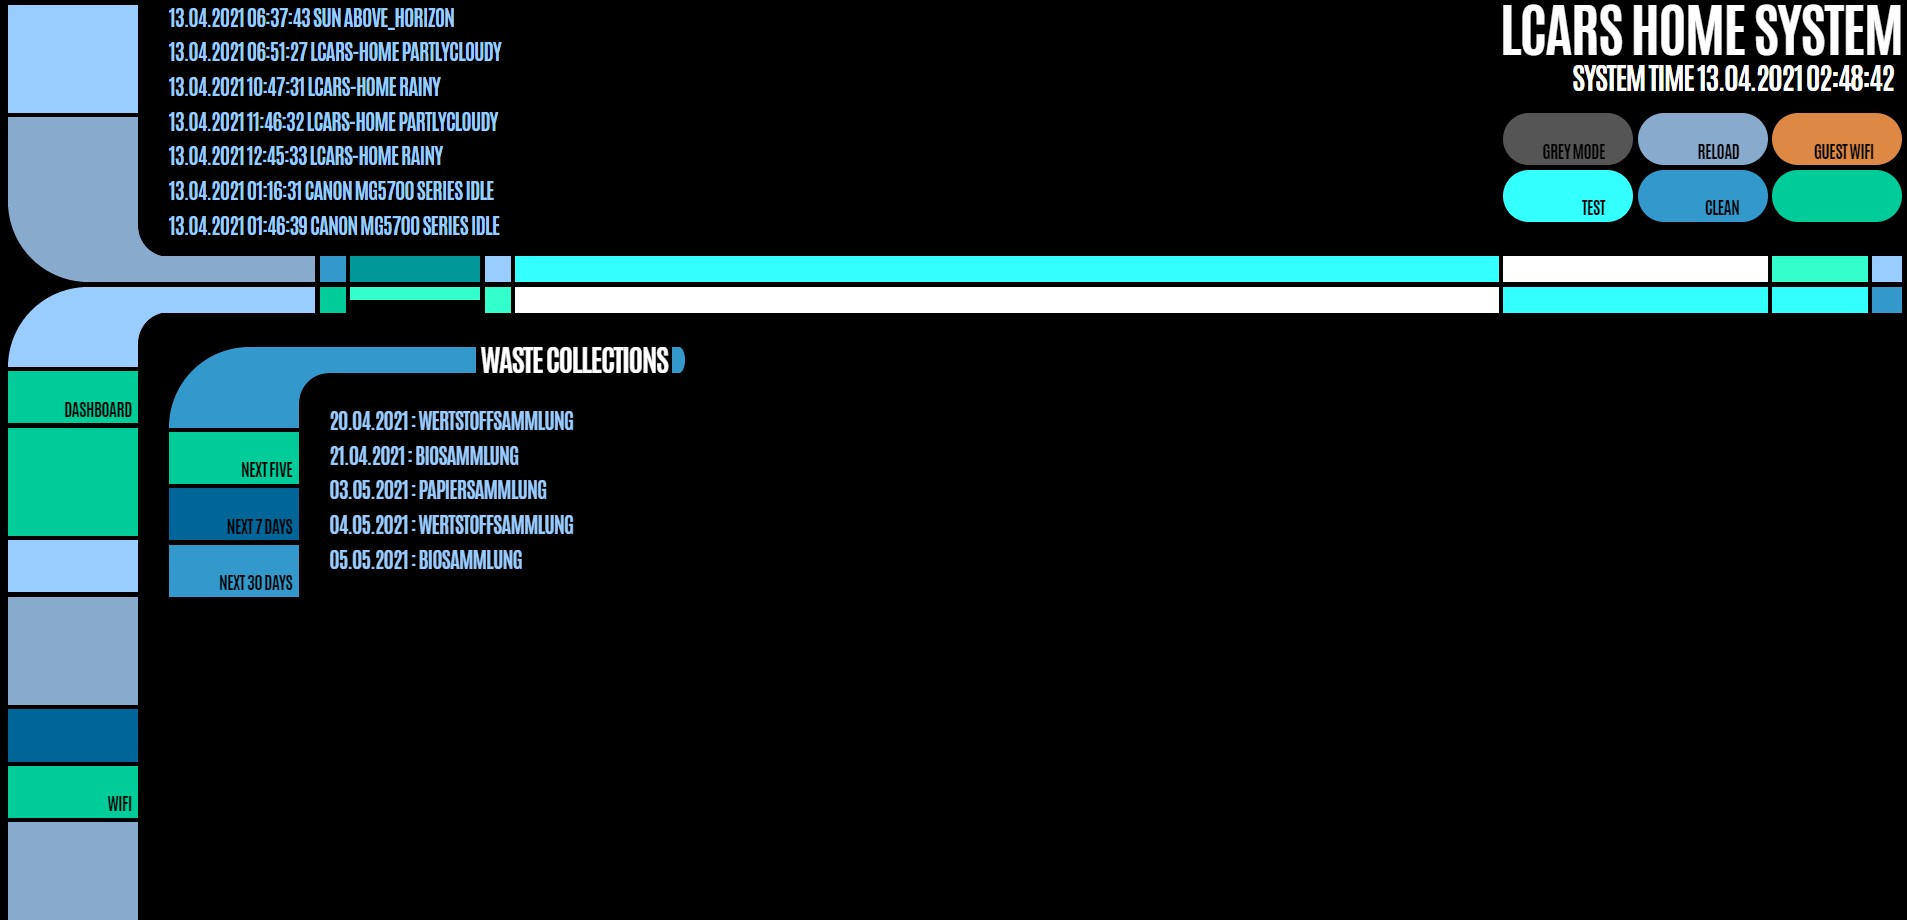 13.04.2021 06:37:43 SUN ABOVE_HORIZON
13.04.2021 06:51:27 LCARS-HOME PARTLYCLOUDY
13.04.2021 10:47:31 LCARS-HOME RAINY
13.04.2021 11:46:32 LCARS-HOME PARTLYCLOUDY
13.04.2021 12:45:33 LCARS-HOME RAINY
13.04.2021 01:16:31 CANON MG5700 SERIES IDLE
13.04.2021 01:46:39 CANON MG5700 SERIES IDLE
LCARS HOME SYSTEM
SYSTEM TIME 13.04.2021 02:48:42
GREY MODE
RELOAD
GUEST WIFI
TEST
CLEAN
DASHBOARD
WIFI
WASTE COLLECTIONS
NEXT FIVE
NEXT 7 DAYS
NEXT 30 DAYS
20.04.2021 : WERTSTOFFSAMMLUNG
21.04.2021 : BIOSAMMLUNG
03.05.2021 : PAPIERSAMMLUNG
04.05.2021 : WERTSTOFFSAMMLUNG
05.05.2021 : BIOSAMMLUNG